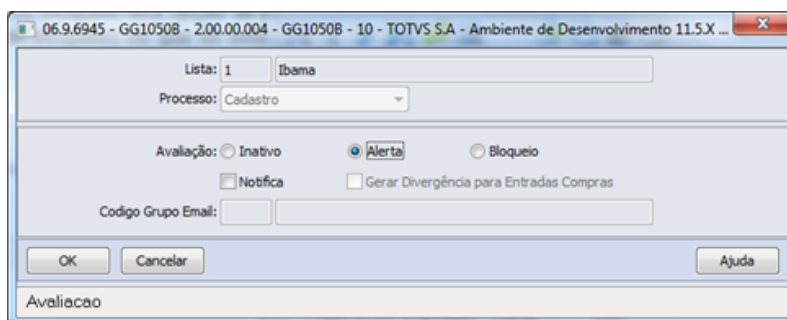 06.9.6945 - GG1050B - 2.00.00.004 - GG1050B - 10 - TOTVS S.A - Ambiente de Desenvolvimento 11.5.X ...
Lista: 1 Ibama
Processo: Cadastro
Avaliação: Inativo Alerta Bloqueio
Notifica Gerar Divergência para Entradas Compras
Codigo Grupo Email:
OK Cancelar Ajuda
Avaliacao